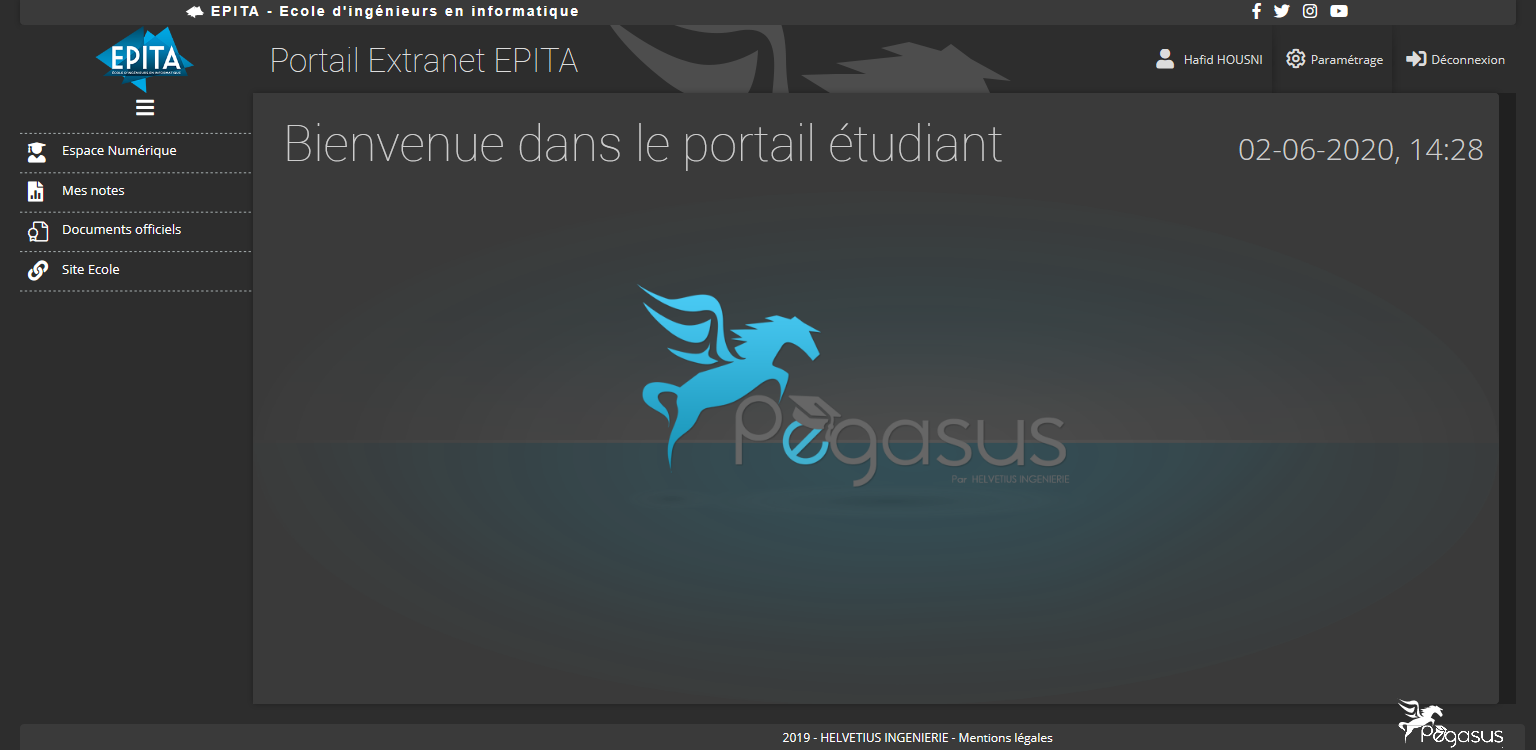 EPITA - Ecole d'ingénieurs en informatique
EPITA
ÉCOLE D'INGÉNIEURS EN INFORMATIQUE
Portail Extranet EPITA
Hafid HOUSNI
Paramétrage
Déconnexion
Espace Numérique
Mes notes
Documents officiels
Site Ecole
Bienvenue dans le portail étudiant
02-06-2020, 14:28
Pegasus
Par HELVETIUS INGENIERIE
2019 - HELVETIUS INGENIERIE - Mentions légales
Pegasus